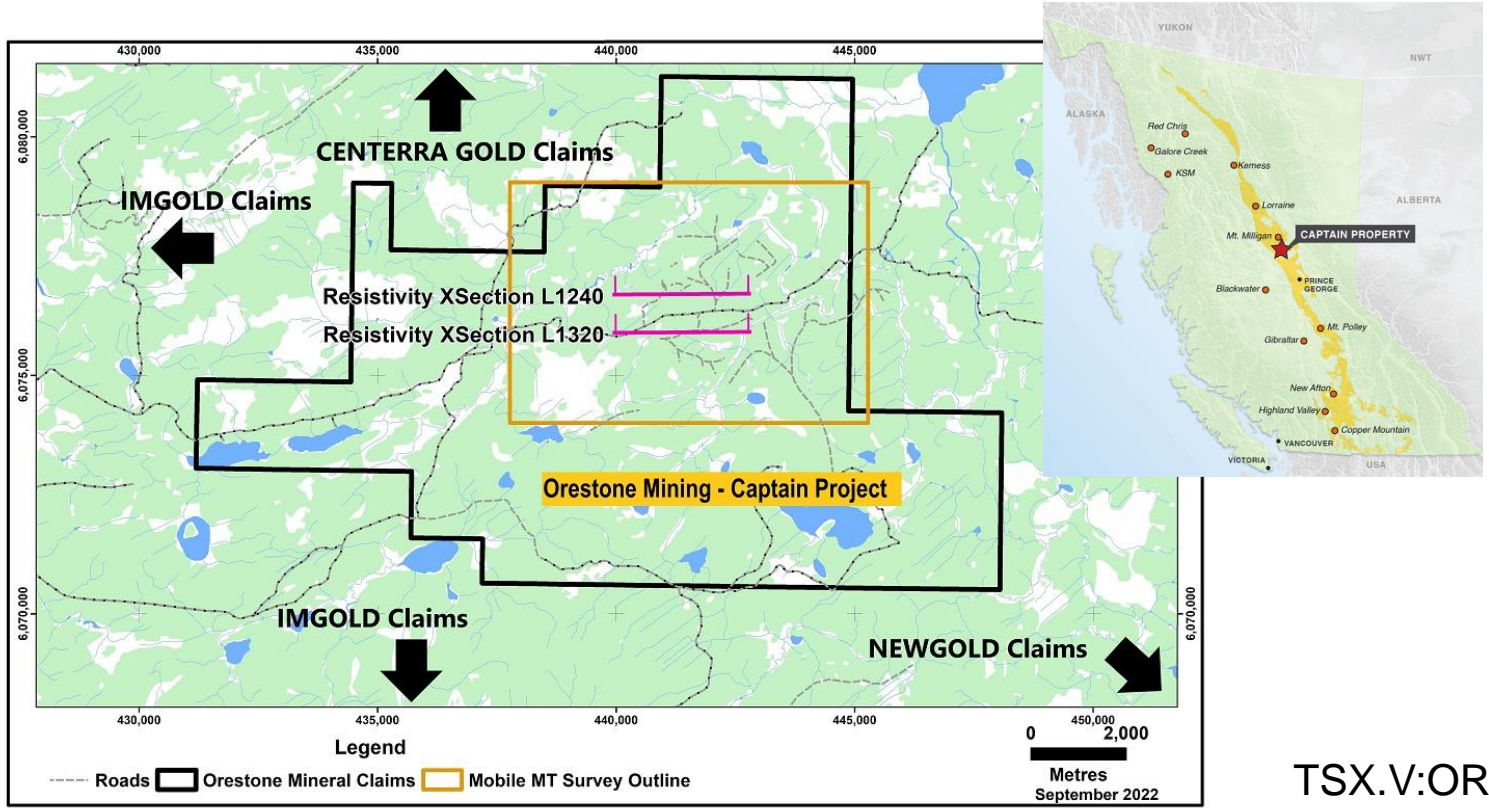 430,000
435,000
440,000
445,000
6,080,000
6,075,000
6,070,000
CENTERRA GOLD Claims
IMGOLD Claims
Resistivity XSection L1240
Resistivity XSection L1320
Orestone Mining - Captain Project
IMGOLD Claims
NEWGOLD Claims
6,070,000
430,000
435,000
440,000
445,000
450,000
Legend
Roads
Orestone Mineral Claims
Mobile MT Survey Outline
0 2,000
Metres
September 2022
YUKON
NWT
ALASKA
Red Chris
Galore Creek
KSM
Kemess
Lorraine
ALBERTA
Mt. Milligan
CAPTAIN PROPERTY
PRINCE
GEORGE
Blackwater
Mt. Polley
Gibraltar
New Afton
Highland Valley
Copper Mountain
VANCOUVER
VICTORIA
USA
TSX.V:OR